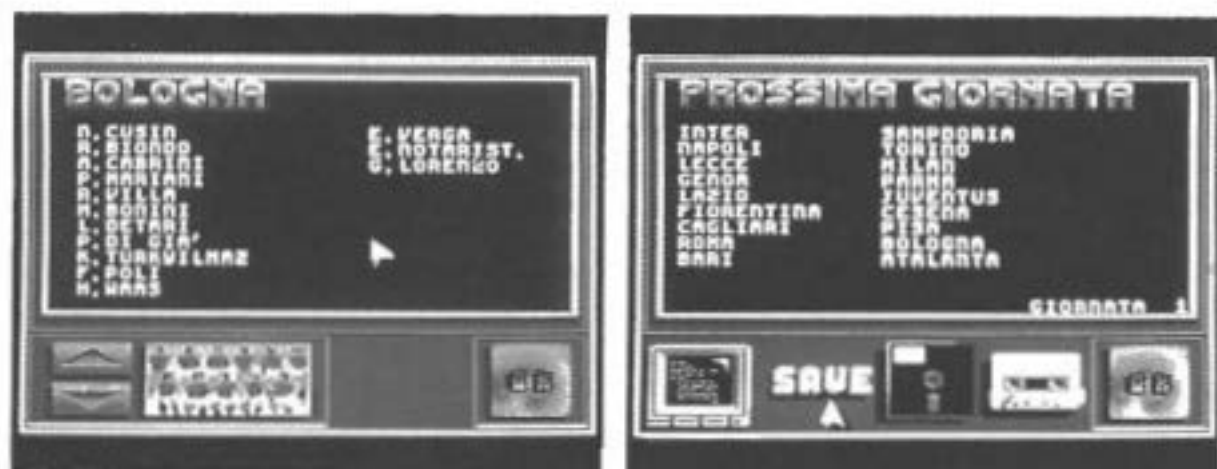 BOLOGNA
N. CUSIN
R. BIONDO
A. CABRINI
P. MARIANI
R. VILLA
M. BONINI
L. DETARI
P. DI GIA'
K. TURKYILMAZ
F. POLI
H. WAAS
E. VERGA
E. NOTARIST.
G. LORENZO
PROSSIMA GIORNATA
INTER SAMPDORIA
NAPOLI TORINO
LECCE MILAN
GENOA PARMA
LAZIO JUVENTUS
FIORENTINA CESENA
CAGLIARI PISA
ROMA BOLOGNA
BARI ATALANTA
GIORNATA 1
SAVE